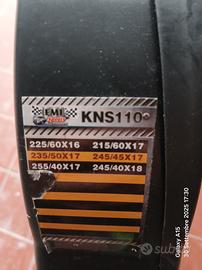 KNS110
225/60X16 215/60X17
235/50X17 245/45X17
255/40X17 245/40X18
subito
Galaxy A15
30 settembre 2025 17:30